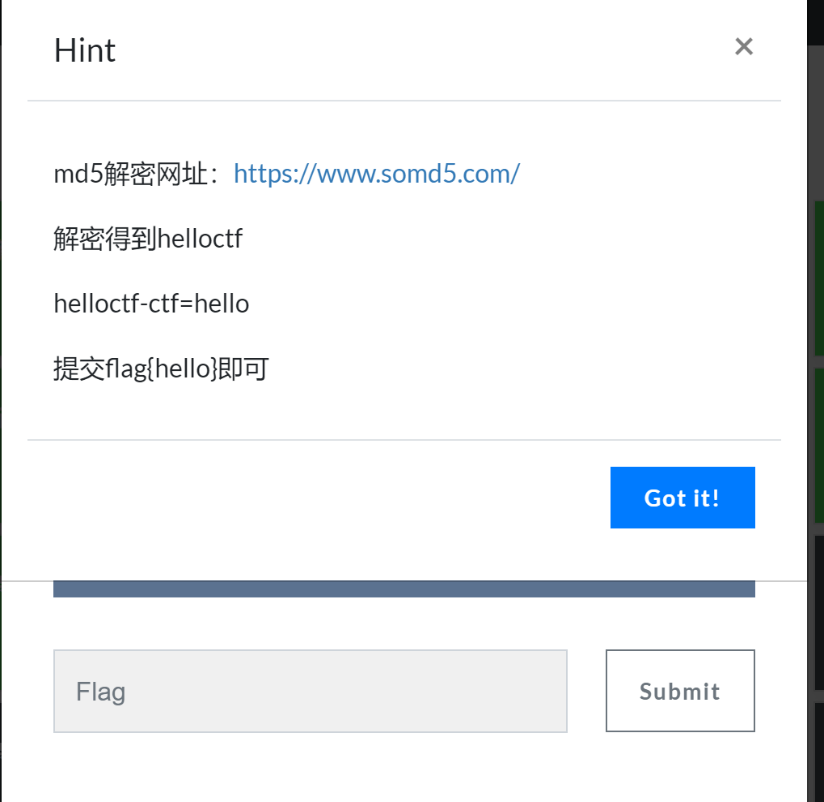 Hint
×
md5解密网址：https://www.somd5.com/
解密得到helloctf
helloctf-ctf=hello
提交flag{hello}即可
Got it!
Flag
Submit